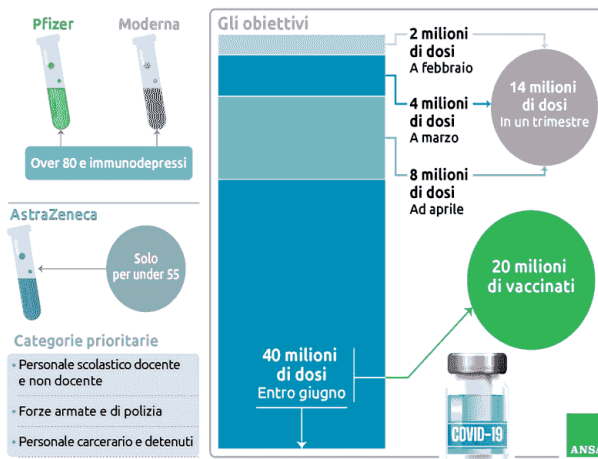 Pfizer
Moderna
Over 80 e immunodepressi
AstraZeneca
Solo
per under 55
Categorie prioritarie
• Personale scolastico docente
e non docente
• Forze armate e di polizia
• Personale carcerario e detenuti
Gli obiettivi
2 milioni
di dosi
A febbraio
4 milioni
di dosi
A marzo
8 milioni
di dosi
Ad aprile
14 milioni
di dosi
In un trimestre
40 milioni
di dosi
Entro giugno
20 milioni
di vaccinati
COVID-19
ANSA